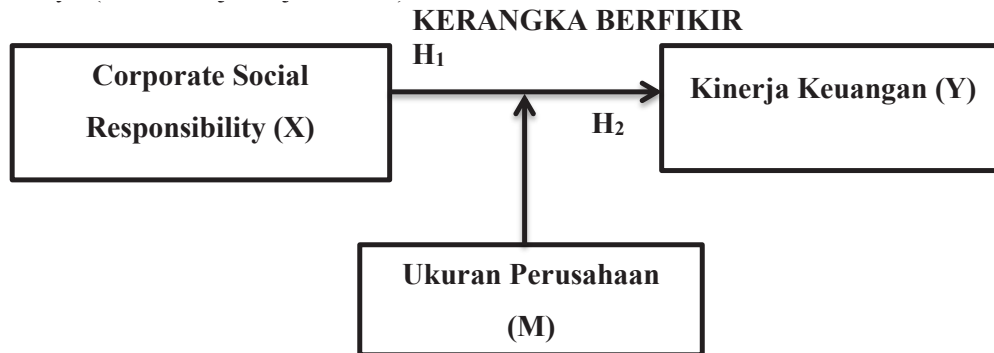 KERANGKA BERFIKIR
H1
Corporate Social
Responsibility (X)
Kinerja Keuangan (Y)
H2
Ukuran Perusahaan
(M)